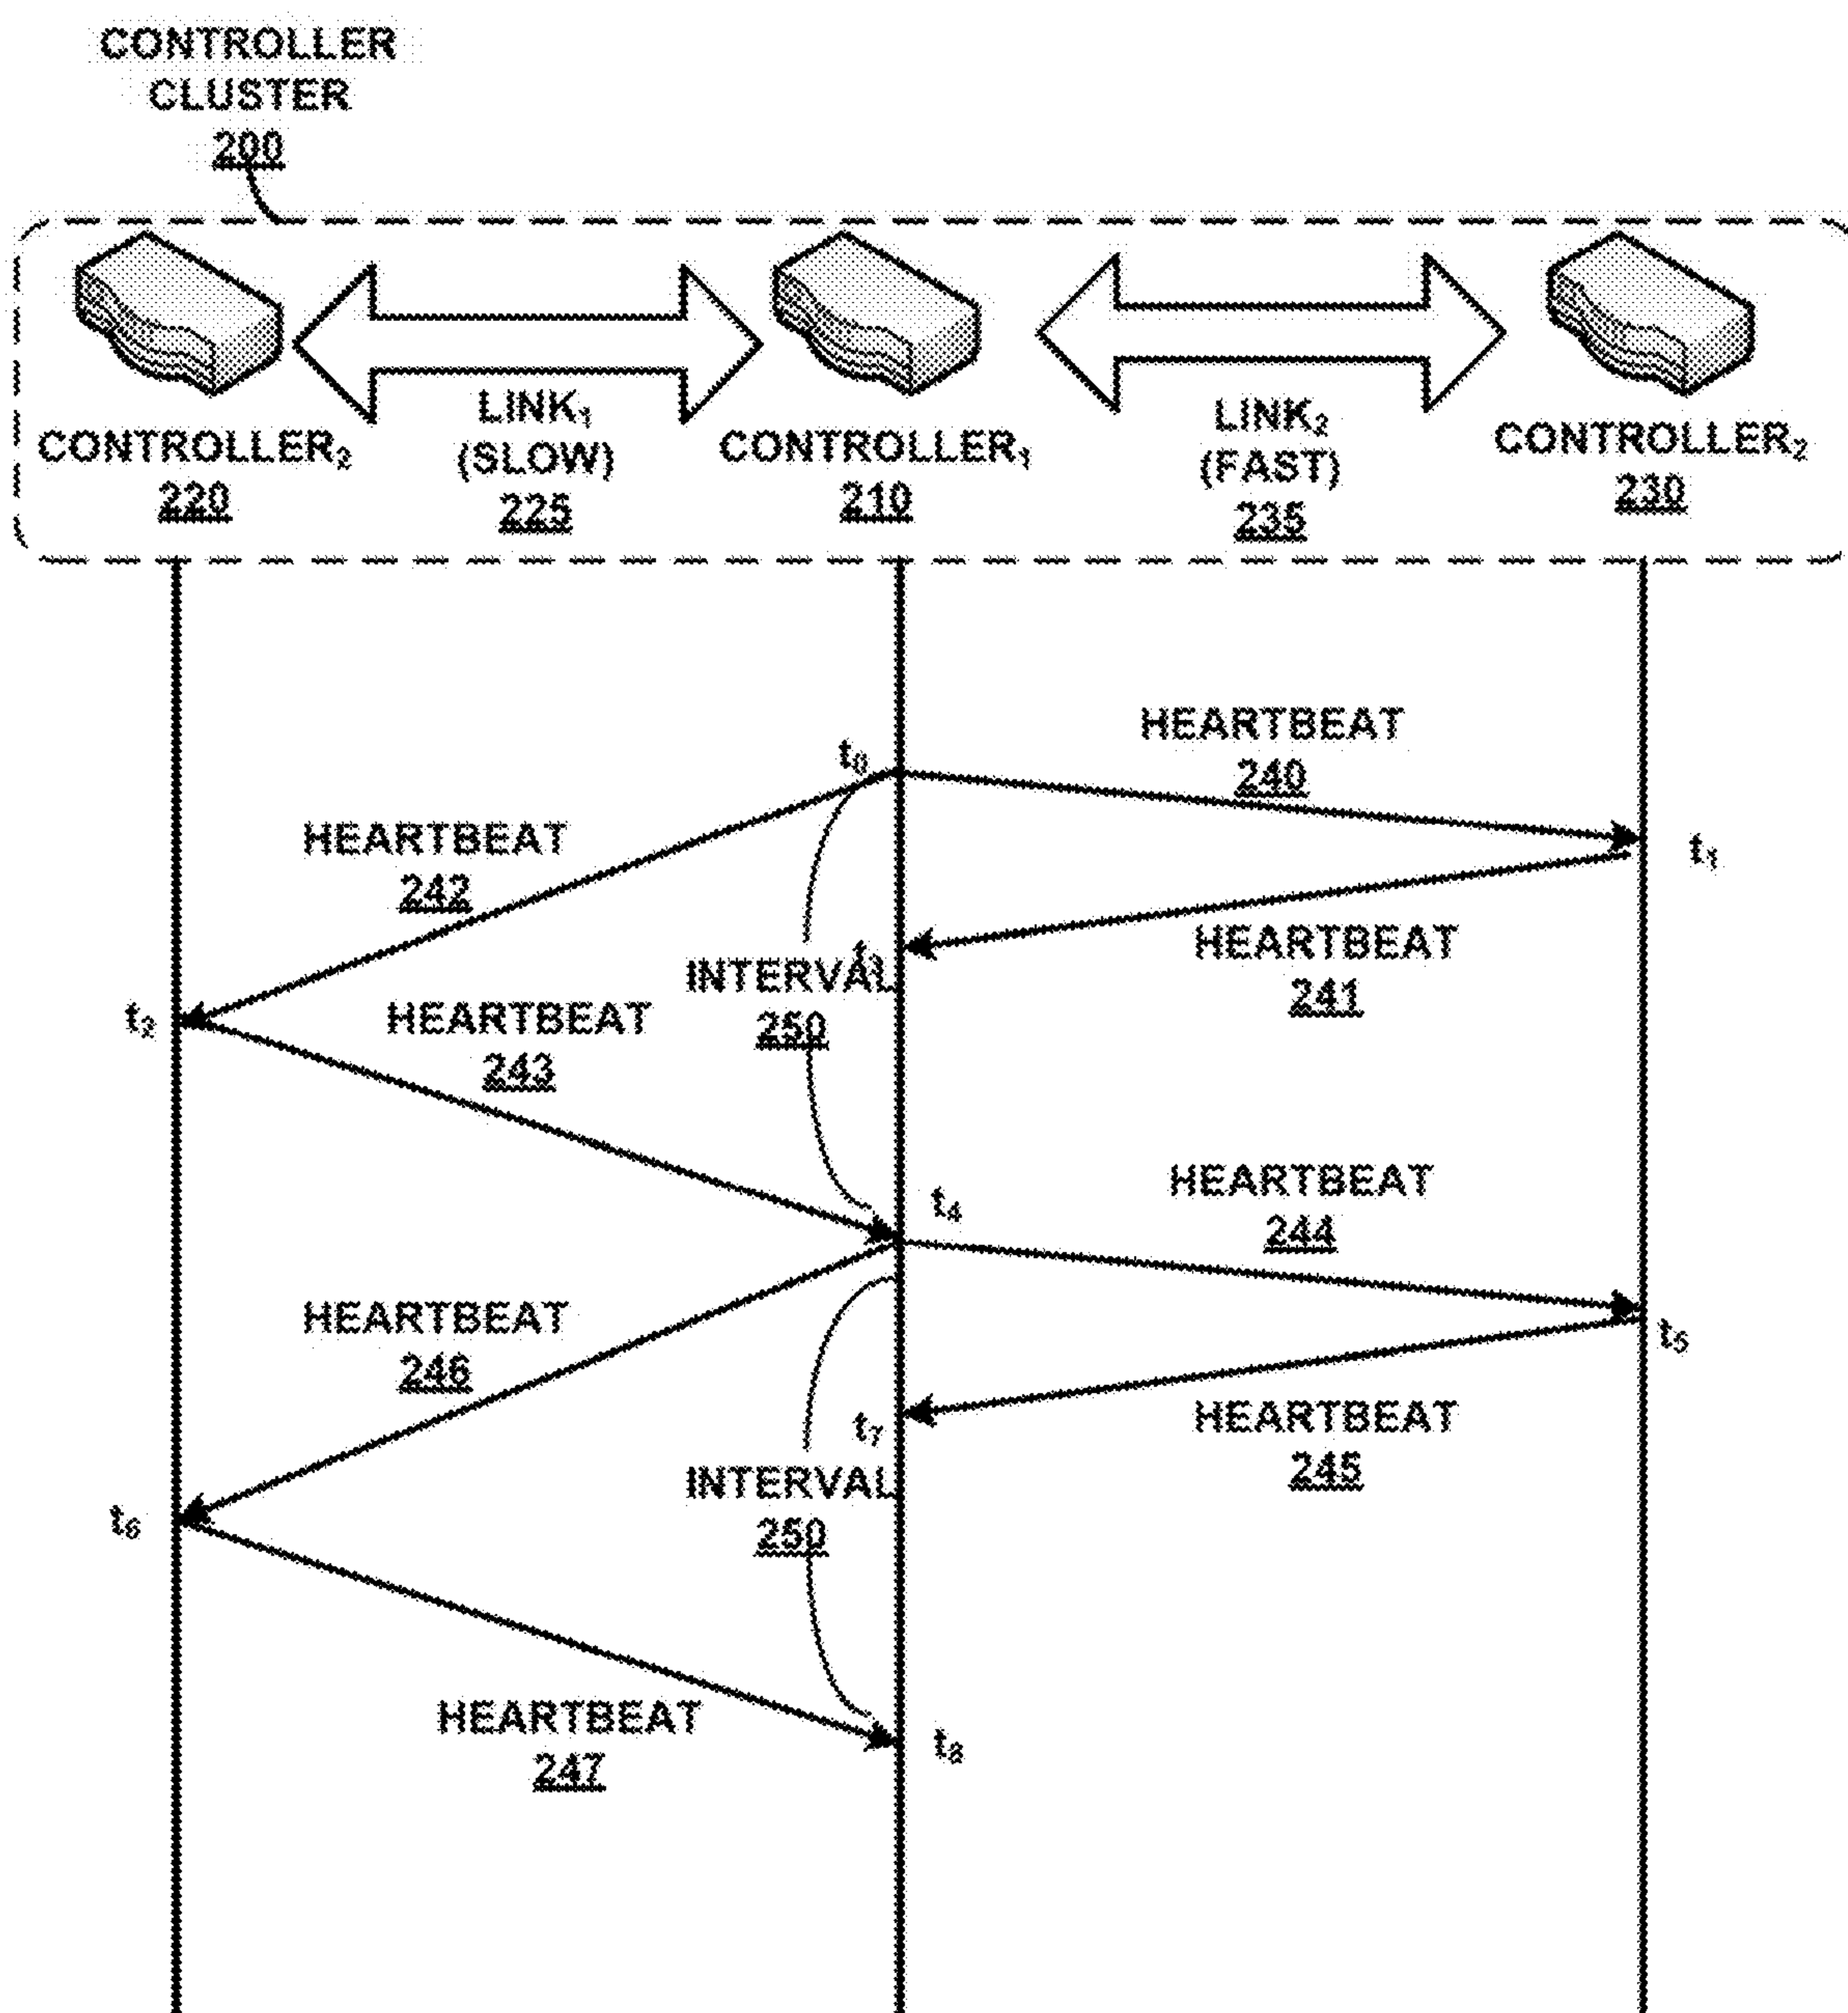 CONTROLLER
CLUSTER
200
CONTROLLER₂
220
LINK₁
(SLOW)
225
CONTROLLER₁
210
LINK₂
(FAST)
235
CONTROLLER₂
230
t₀
HEARTBEAT
240
t₁
HEARTBEAT
242
HEARTBEAT
241
t₃
INTERVAL
250
t₂
HEARTBEAT
243
t₄
HEARTBEAT
244
HEARTBEAT
246
t₅
HEARTBEAT
245
t₇
INTERVAL
250
t₆
HEARTBEAT
247
t₈